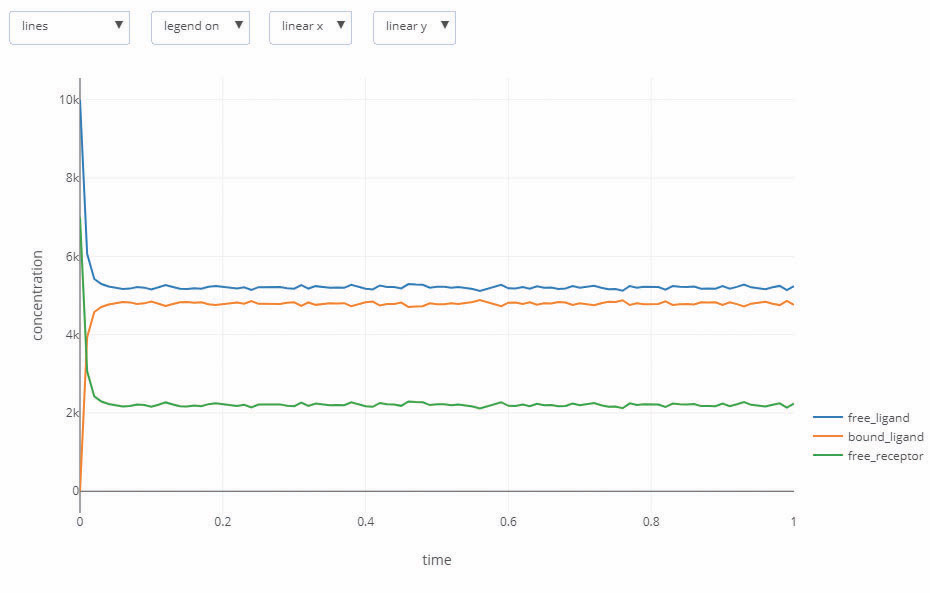 lines ▼ legend on ▼ linear x ▼ linear y ▼
10k
8k
6k
4k
2k
0
concentration
0 0.2 0.4 0.6 0.8 1
time
free_ligand
bound_ligand
free_receptor